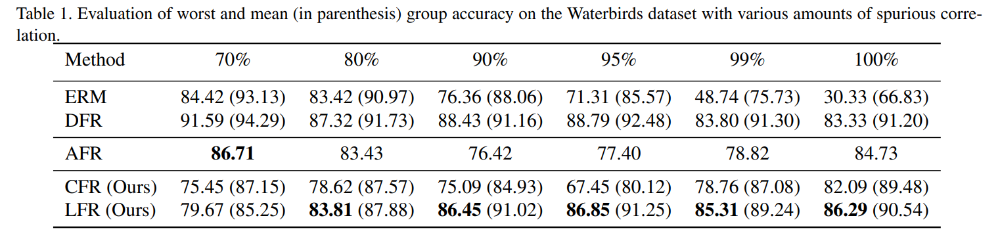 Table 1. Evaluation of worst and mean (in parenthesis) group accuracy on the Waterbirds dataset with various amounts of spurious corre-
lation.
Method 70% 80% 90% 95% 99% 100%
ERM 84.42 (93.13) 83.42 (90.97) 76.36 (88.06) 71.31 (85.57) 48.74 (75.73) 30.33 (66.83)
DFR 91.59 (94.29) 87.32 (91.73) 88.43 (91.16) 88.79 (92.48) 83.80 (91.30) 83.33 (91.20)
AFR 86.71 83.43 76.42 77.40 78.82 84.73
CFR (Ours) 75.45 (87.15) 78.62 (87.57) 75.09 (84.93) 67.45 (80.12) 78.76 (87.08) 82.09 (89.48)
LFR (Ours) 79.67 (85.25) 83.81 (87.88) 86.45 (91.02) 86.85 (91.25) 85.31 (89.24) 86.29 (90.54)